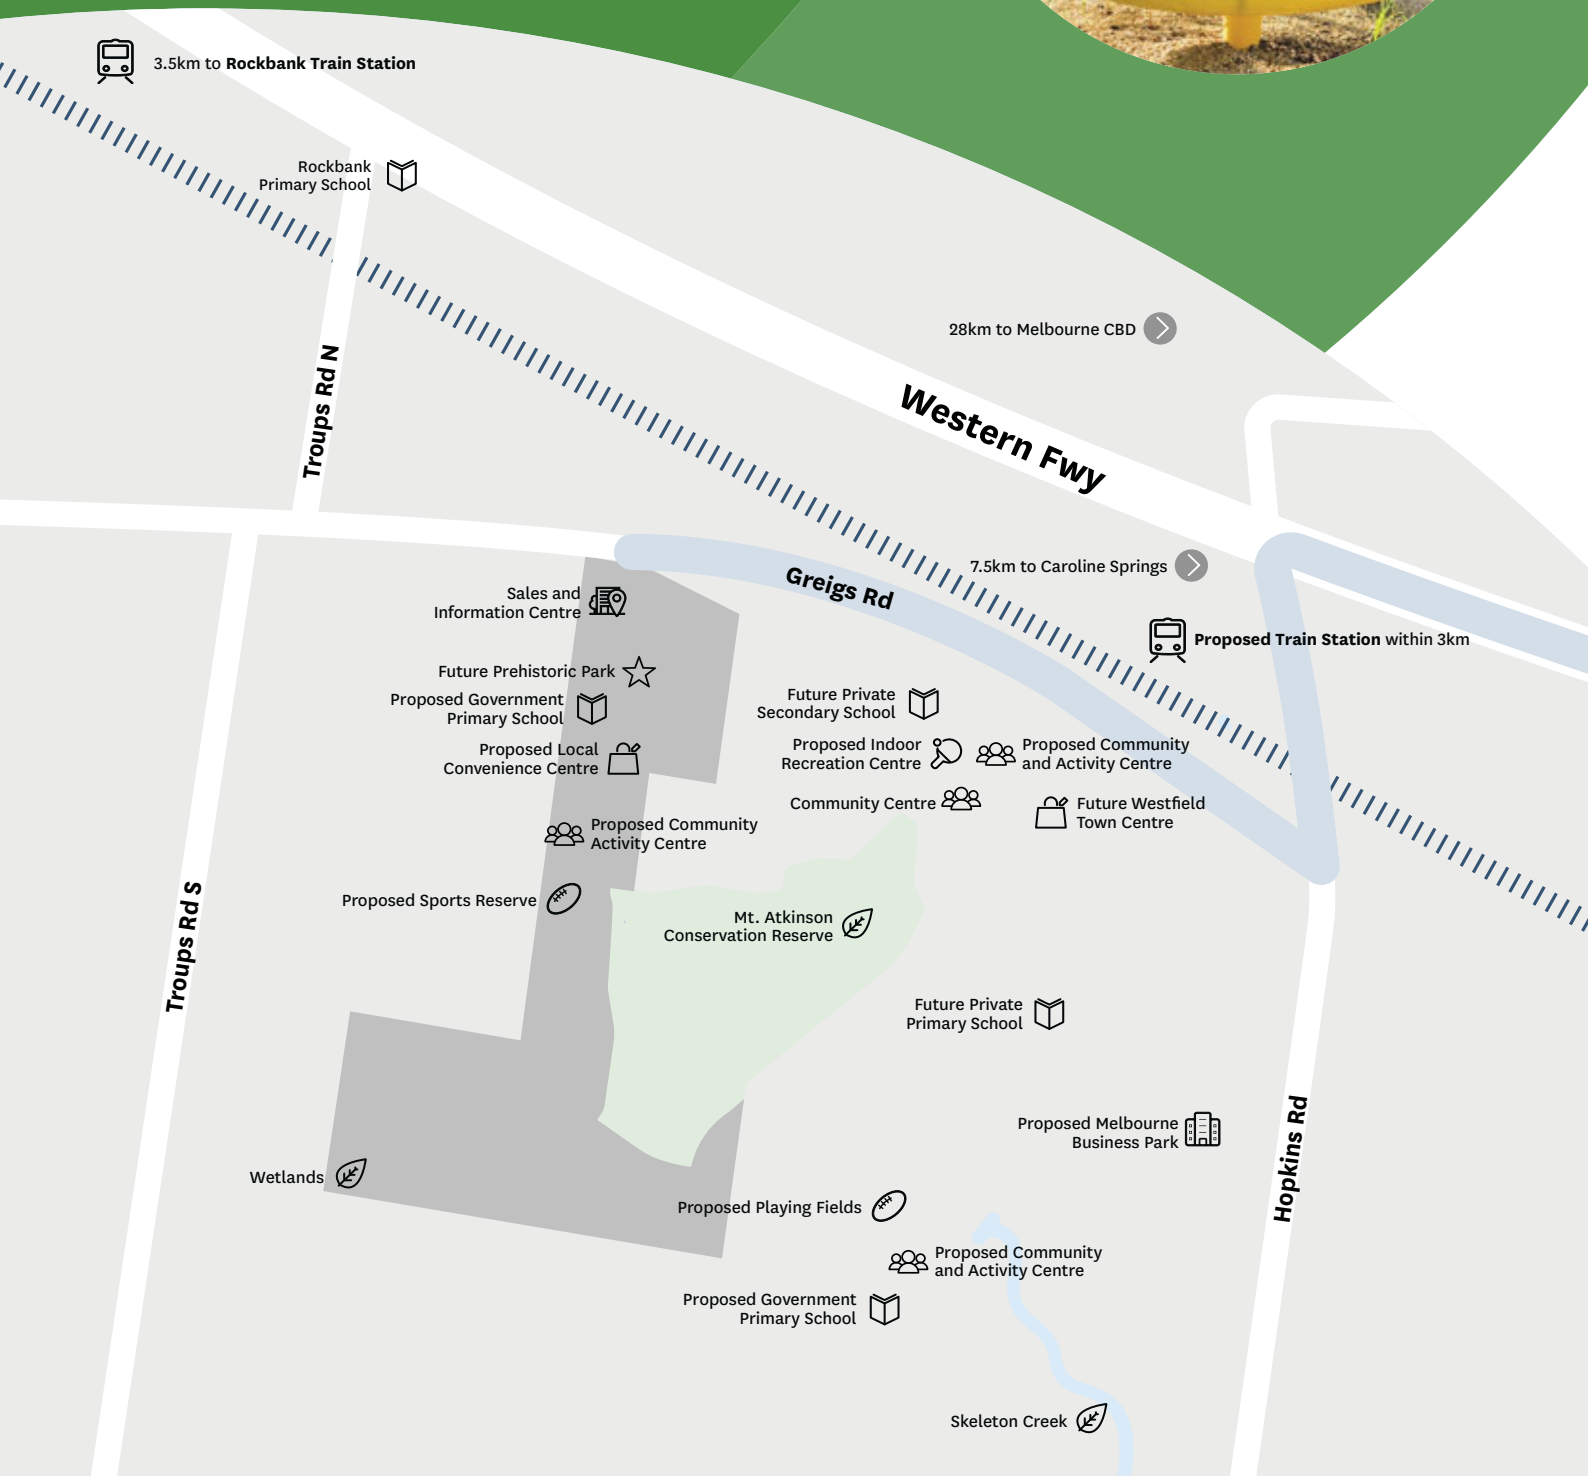 3.5km to Rockbank Train Station
Rockbank
Primary School
28km to Melbourne CBD
Troups Rd N
Western Fwy
7.5km to Caroline Springs
Greigs Rd
Sales and
Information Centre
Proposed Train Station within 3km
Future Prehistoric Park
Proposed Government
Primary School
Future Private
Secondary School
Proposed Local
Convenience Centre
Proposed Indoor
Recreation Centre
Proposed Community
and Activity Centre
Community Centre
Future Westfield
Town Centre
Proposed Community
Activity Centre
Proposed Sports Reserve
Troups Rd S
Mt. Atkinson
Conservation Reserve
Future Private
Primary School
Proposed Melbourne
Business Park
Hopkins Rd
Wetlands
Proposed Playing Fields
Proposed Community
and Activity Centre
Proposed Government
Primary School
Skeleton Creek